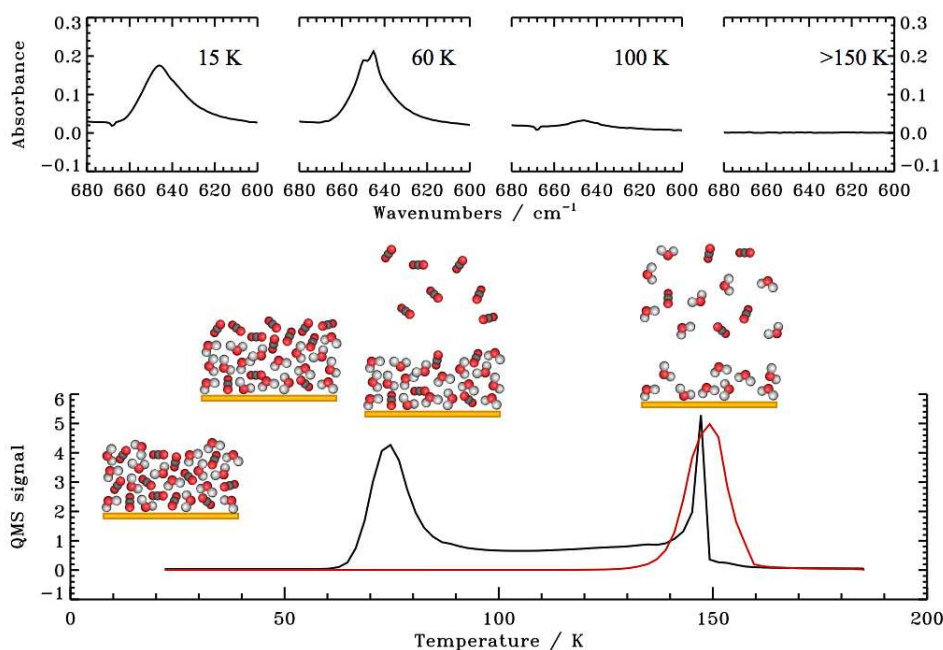 0.3
0.2
0.1
0.0
-0.1
Absorbance
15 K
60 K
100 K
>150 K
0.3
0.2
0.1
0.0
-0.1
680 660 640 620 600
680 660 640 620 600
680 660 640 620 600
680 660 640 620 600
Wavenumbers / cm⁻¹
6
5
4
3
2
1
0
-1
QMS signal
0 50 100 150 200
Temperature / K